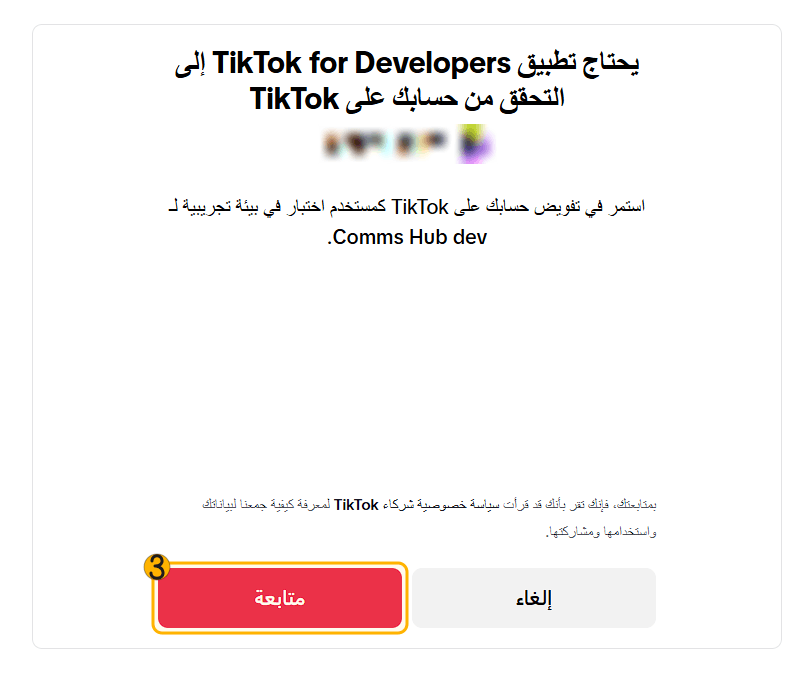 يحتاج تطبيق TikTok for Developers إلى
التحقق من حسابك على TikTok
استمر في تفويض حسابك على TikTok كمستخدم اختبار في بيئة تجريبية لـ
Comms Hub dev.
بمتابعتك، فإنك تقر بأنك قد قرأت سياسة خصوصية شركاء TikTok لمعرفة كيفية جمعنا لبياناتك
واستخدامها ومشاركتها.
إلغاء
3
متابعة